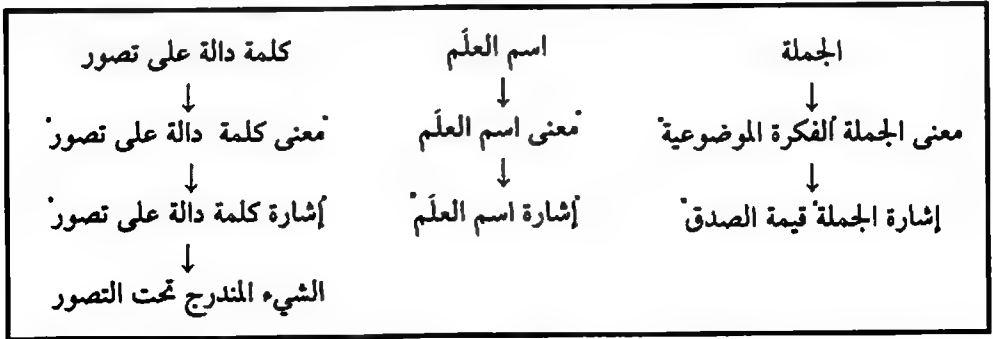 الجملة
↓
معنى الجملة "الفكرة الموضوعية"
↓
إشارة الجملة "قيمة الصدق"
اسم العلَم
↓
"معنى اسم العلَم"
↓
"إشارة اسم العلَم"
كلمة دالة على تصور
↓
"معنى كلمة دالة على تصور"
↓
"إشارة كلمة دالة على تصور"
↓
الشيء المندرج تحت التصور